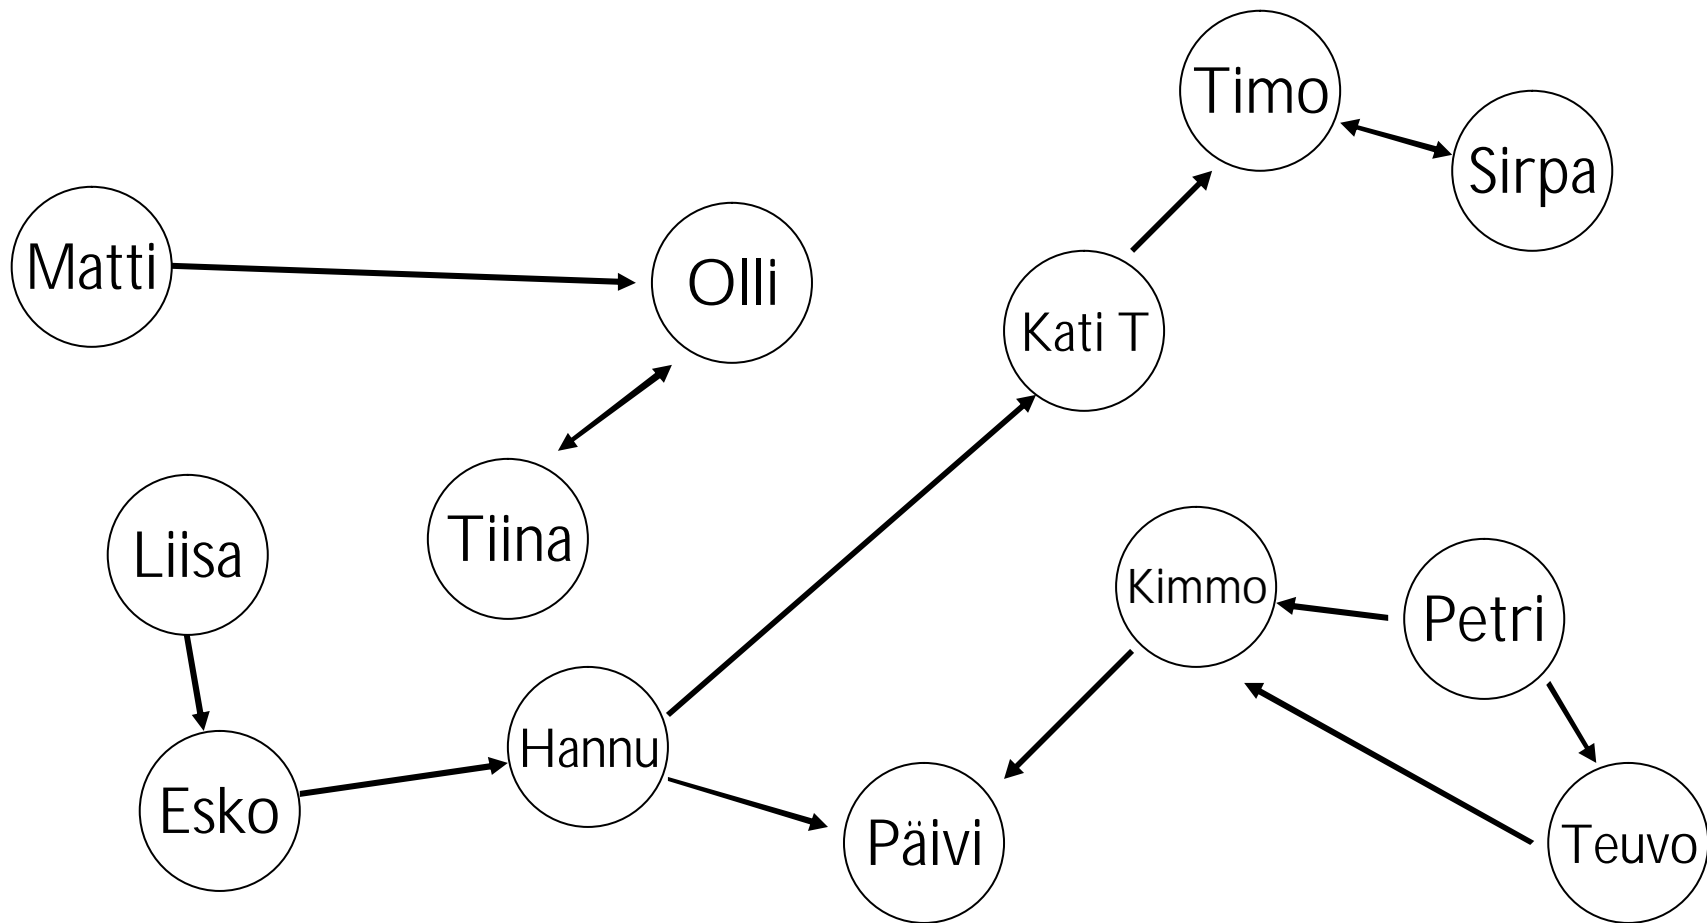 Timo
Sirpa
Matti
Olli
Kati T
Liisa
Tiina
Kimmo
Petri
Hannu
Esko
Päivi
Teuvo